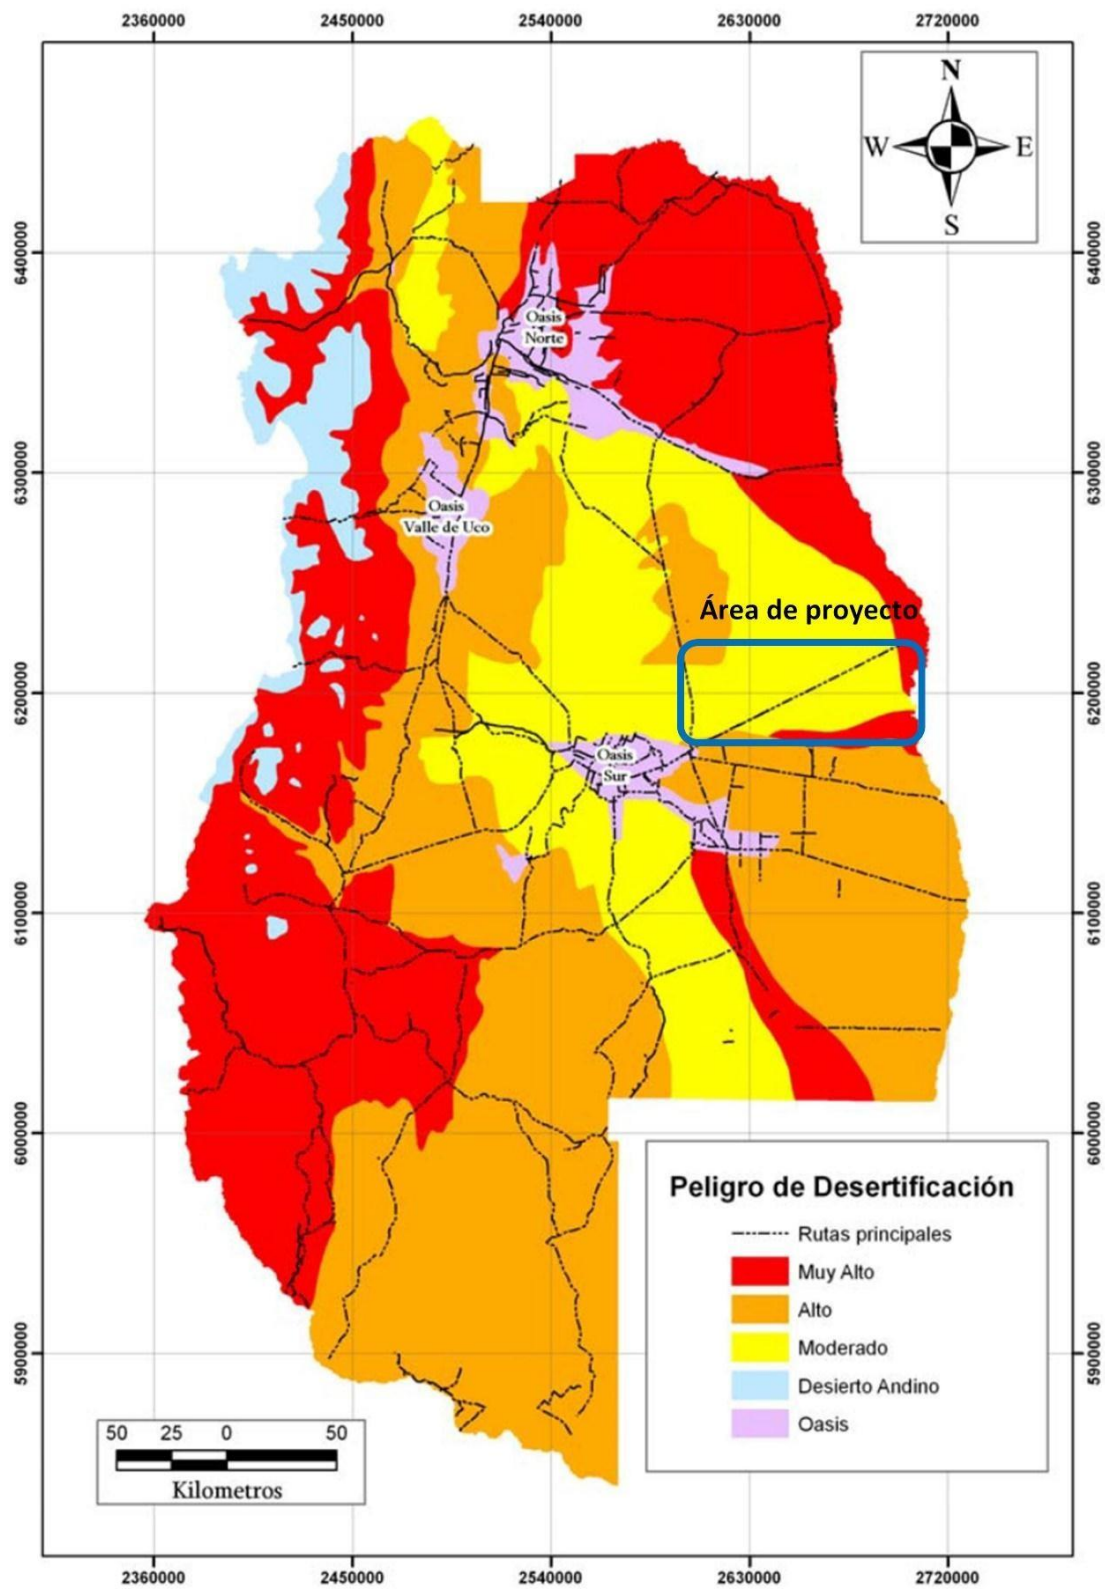 2360000 2450000 2540000 2630000 2720000
N
W E
S
6400000 6400000
Oasis
Norte
6300000 6300000
Oasis
Valle de Uco
Área de proyecto
6200000 6200000
Oasis
Sur
6100000 6100000
6000000 6000000
Peligro de Desertificación
Rutas principales
Muy Alto
Alto
Moderado
Desierto Andino
Oasis
5900000 5900000
50 25 0 50
Kilometros
2360000 2450000 2540000 2630000 2720000